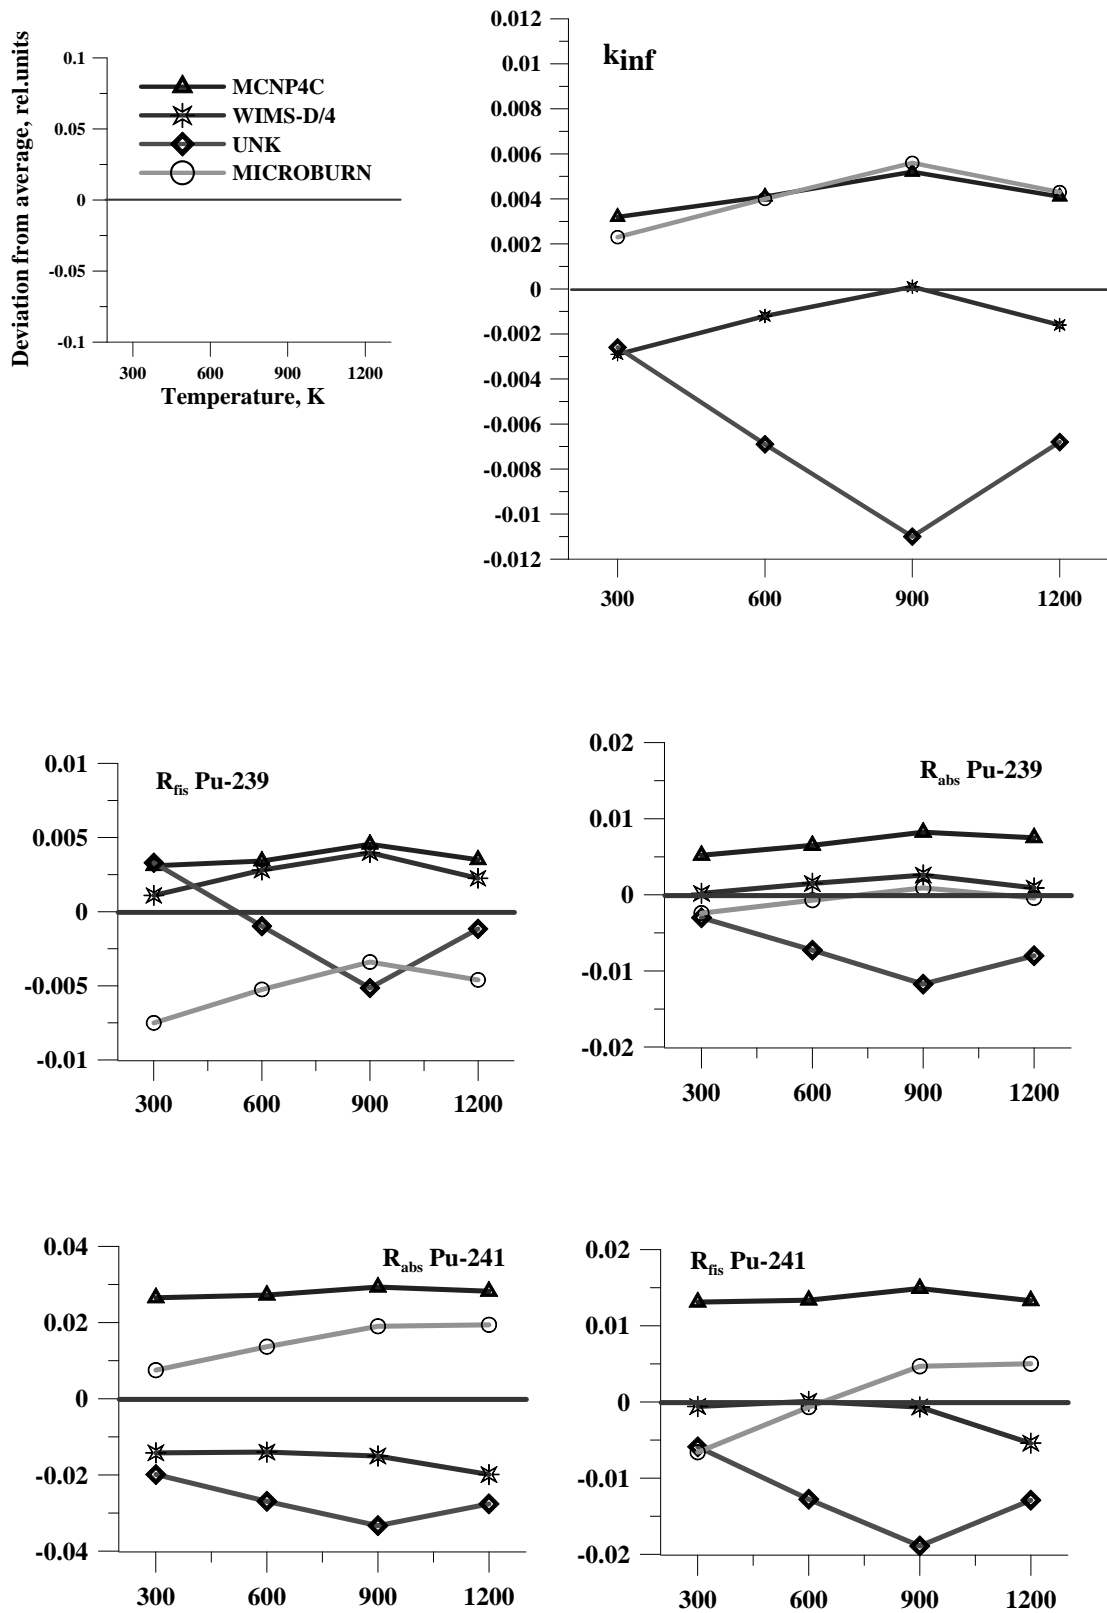 Deviation from average, rel.units
0.1
0.05
0
-0.05
-0.1
MCNP4C
WIMS-D/4
UNK
MICROBURN
300 600 900 1200
Temperature, K
kinf
0.012
0.01
0.008
0.006
0.004
0.002
0
-0.002
-0.004
-0.006
-0.008
-0.01
-0.012
300 600 900 1200
Rfis Pu-239
0.01
0.005
0
-0.005
-0.01
300 600 900 1200
Rabs Pu-239
0.02
0.01
0
-0.01
-0.02
300 600 900 1200
Rabs Pu-241
0.04
0.02
0
-0.02
-0.04
300 600 900 1200
Rfis Pu-241
0.02
0.01
0
-0.01
-0.02
300 600 900 1200